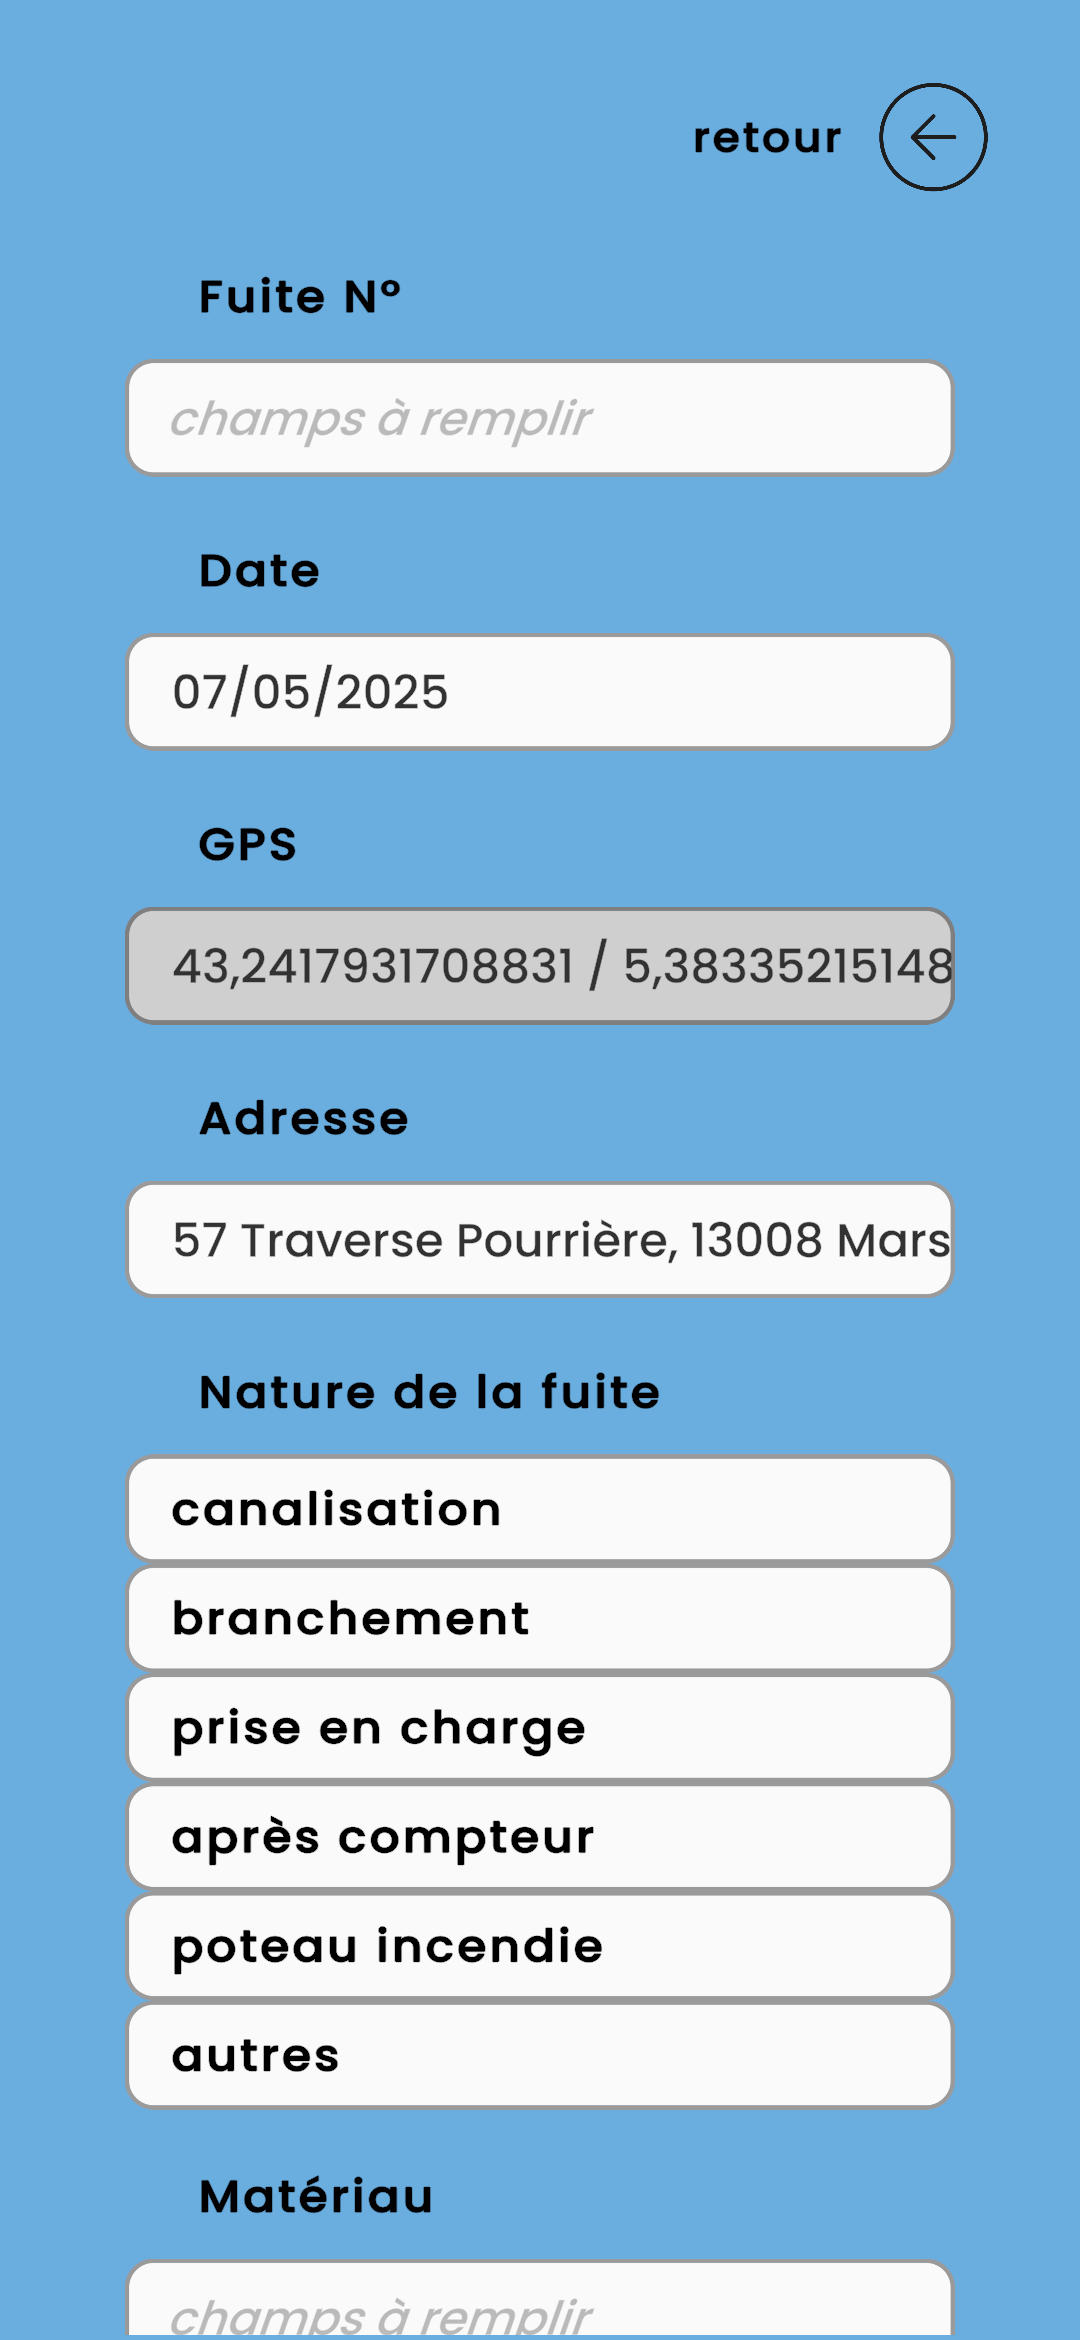 retour
Fuite N°
champs à remplir
Date
07/05/2025
GPS
43,2417931708831 / 5,38335215148
Adresse
57 Traverse Pourrière, 13008 Mars
Nature de la fuite
canalisation
branchement
prise en charge
après compteur
poteau incendie
autres
Matériau
champs à remplir